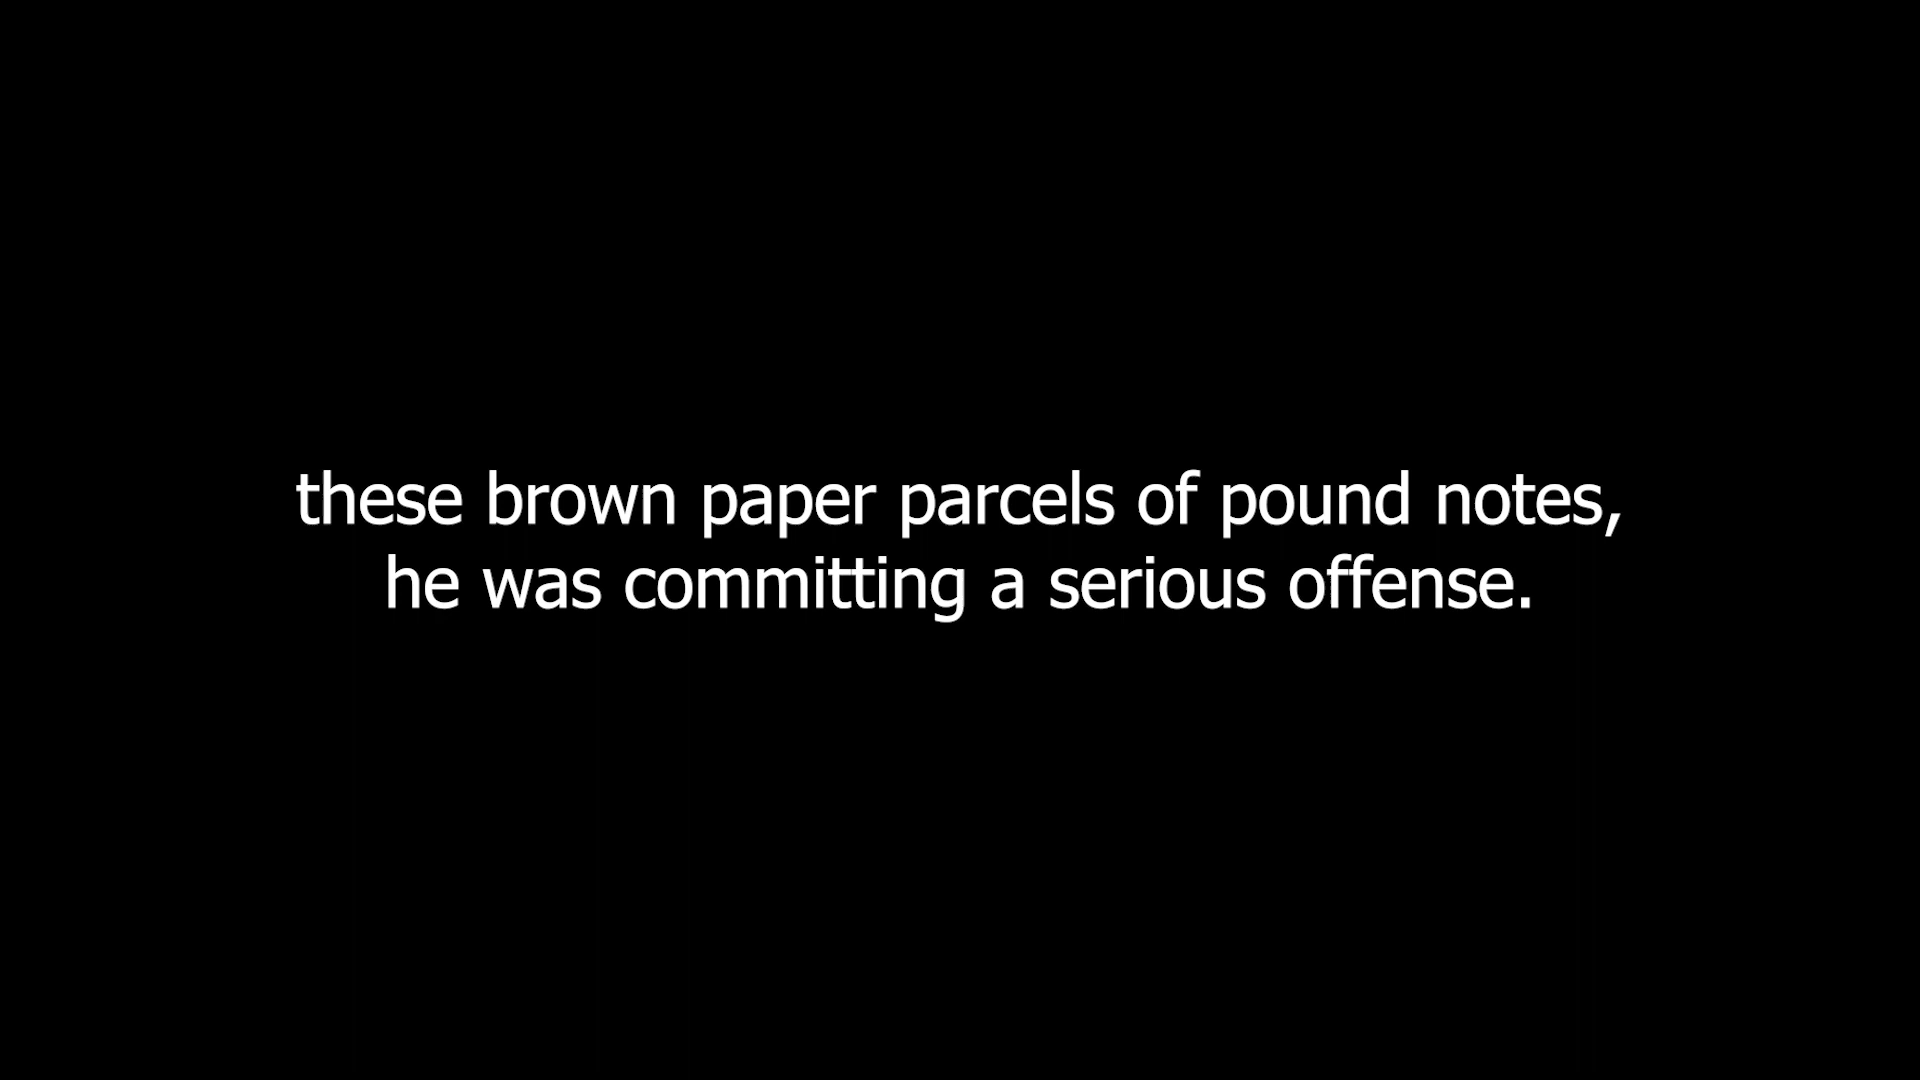 these brown paper parcels of pound notes,
he was committing a serious offense.